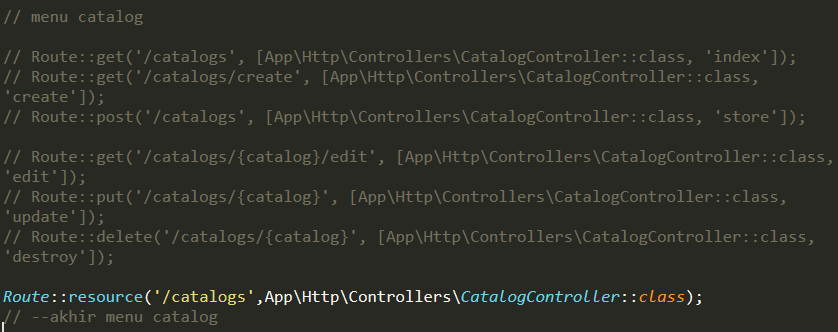 // menu catalog
// Route::get('/catalogs', [App\Http\Controllers\CatalogController::class, 'index']);
// Route::get('/catalogs/create', [App\Http\Controllers\CatalogController::class,
'create']);
// Route::post('/catalogs', [App\Http\Controllers\CatalogController::class, 'store']);
// Route::get('/catalogs/{catalog}/edit', [App\Http\Controllers\CatalogController::class,
'edit']);
// Route::put('/catalogs/{catalog}', [App\Http\Controllers\CatalogController::class,
'update']);
// Route::delete('/catalogs/{catalog}', [App\Http\Controllers\CatalogController::class,
'destroy']);
Route::resource('/catalogs',App\Http\Controllers\CatalogController::class);
// --akhir menu catalog